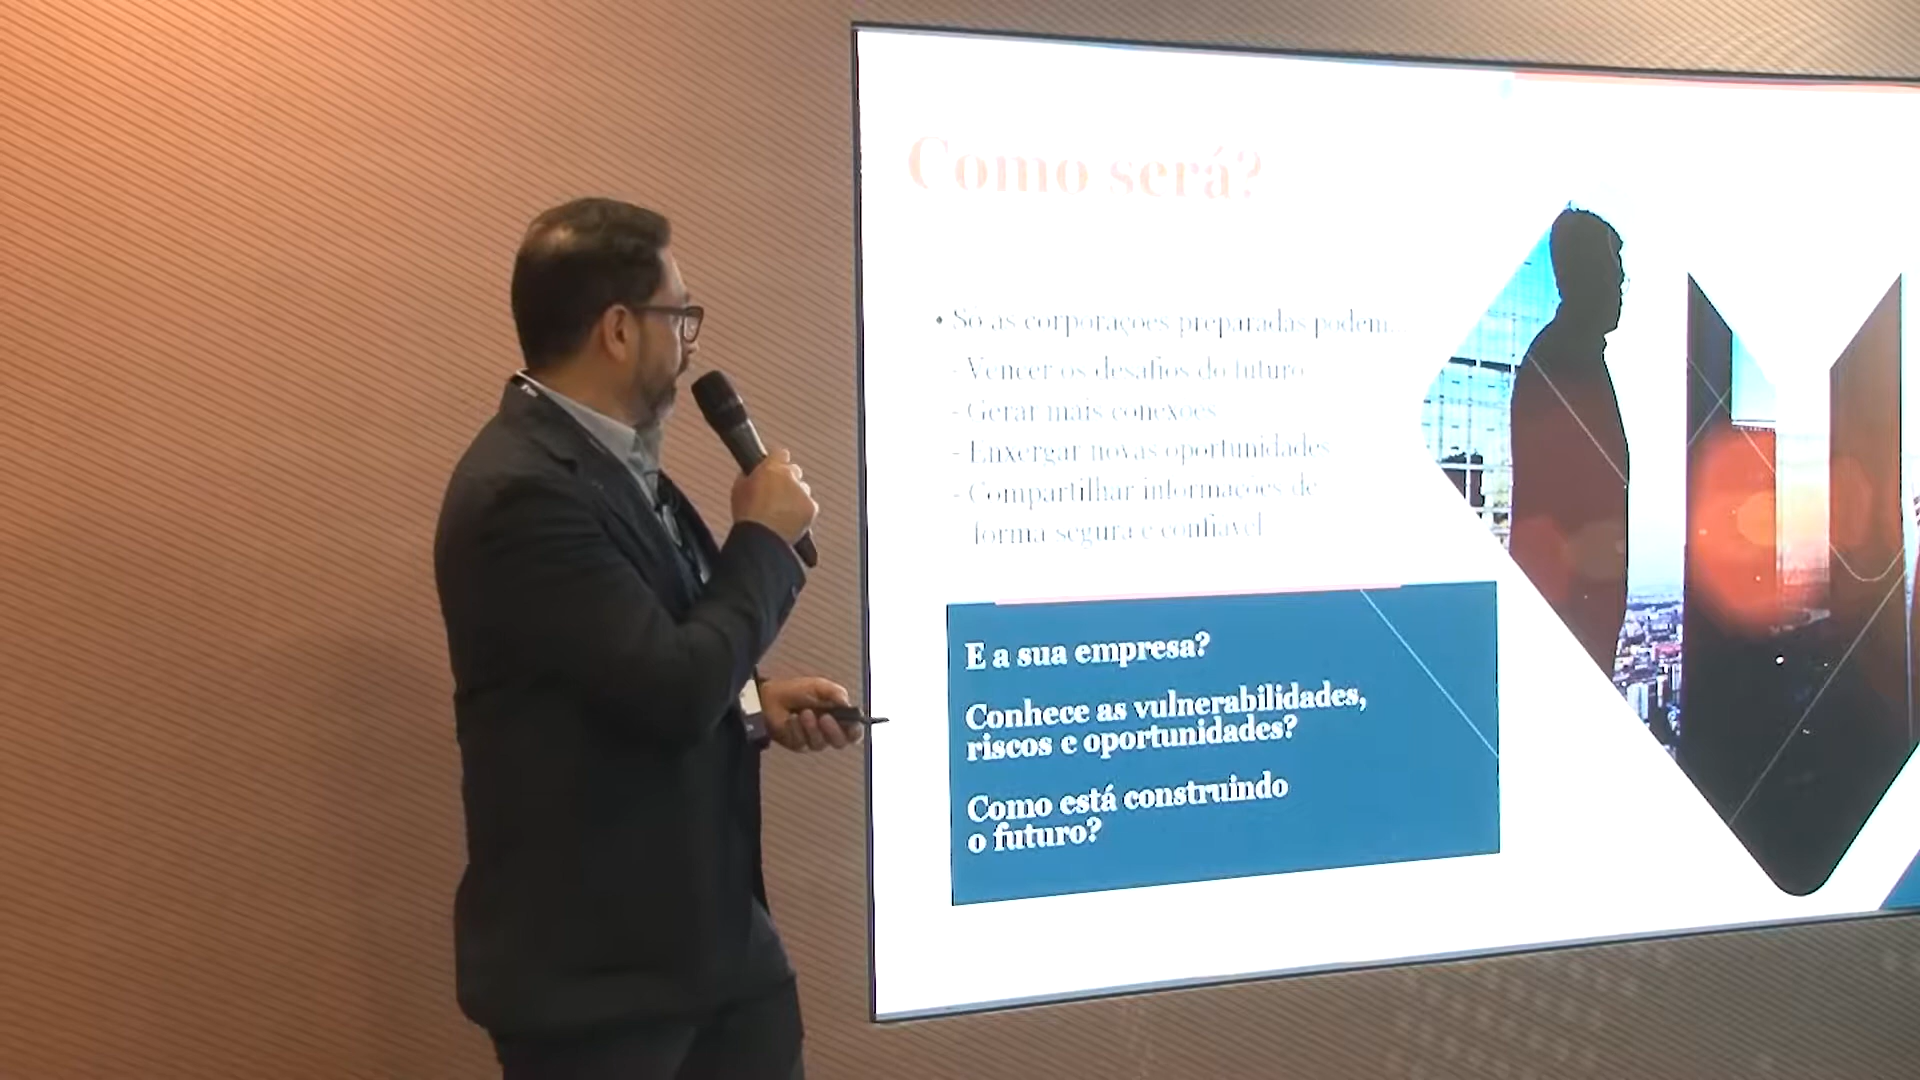 Como será?
• Só as corporações preparadas podem...
- Vencer os desafios do futuro
- Gerar mais conexões
- Enxergar novas oportunidades
- Compartilhar informações de
forma segura e confiável
E a sua empresa?
Conhece as vulnerabilidades,
riscos e oportunidades?
Como está construindo
o futuro?